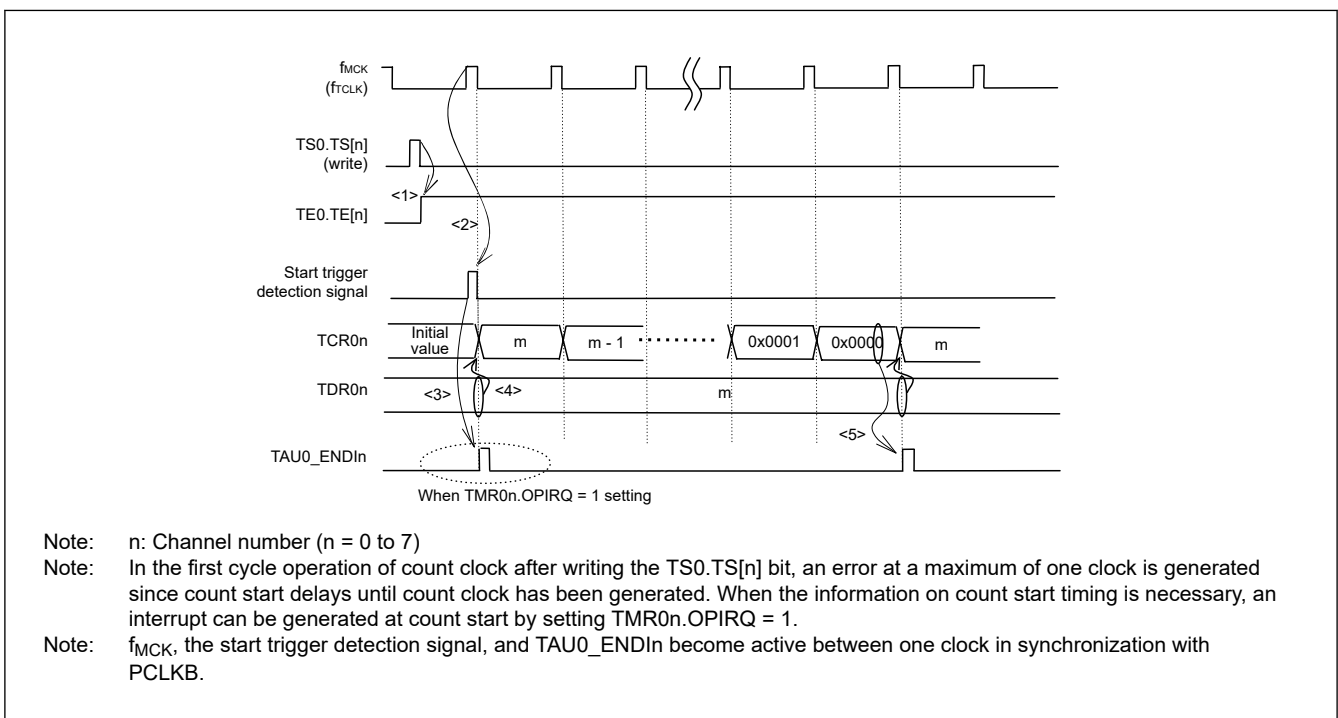 fMCK
(fTCLK)
TS0.TS[n]
(write)
<1>
TE0.TE[n]
<2>
Start trigger
detection signal
TCR0n
Initial
value
m
m - 1
0x0001
0x0000
m
TDR0n
<3>
<4>
m
<5>
TAU0_ENDIn
When TMR0n.OPIRQ = 1 setting
Note: n: Channel number (n = 0 to 7)
Note: In the first cycle operation of count clock after writing the TS0.TS[n] bit, an error at a maximum of one clock is generated
since count start delays until count clock has been generated. When the information on count start timing is necessary, an
interrupt can be generated at count start by setting TMR0n.OPIRQ = 1.
Note: fMCK, the start trigger detection signal, and TAU0_ENDIn become active between one clock in synchronization with
PCLKB.